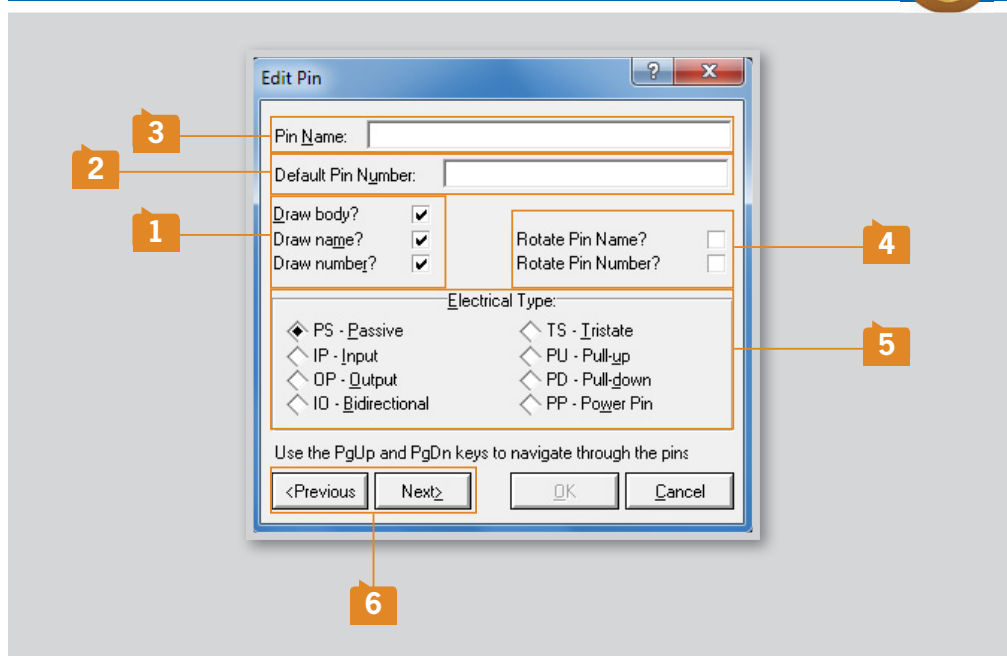 Edit Pin
3
Pin Name:
2
Default Pin Number:
1
Draw body?
Draw name?
Draw number?
4
Rotate Pin Name?
Rotate Pin Number?
Electrical Type:
5
PS - Passive
IP - Input
OP - Output
IO - Bidirectional
TS - Tristate
PU - Pull-up
PD - Pull-down
PP - Power Pin
Use the PgUp and PgDn keys to navigate through the pins
<Previous Next> OK Cancel
6